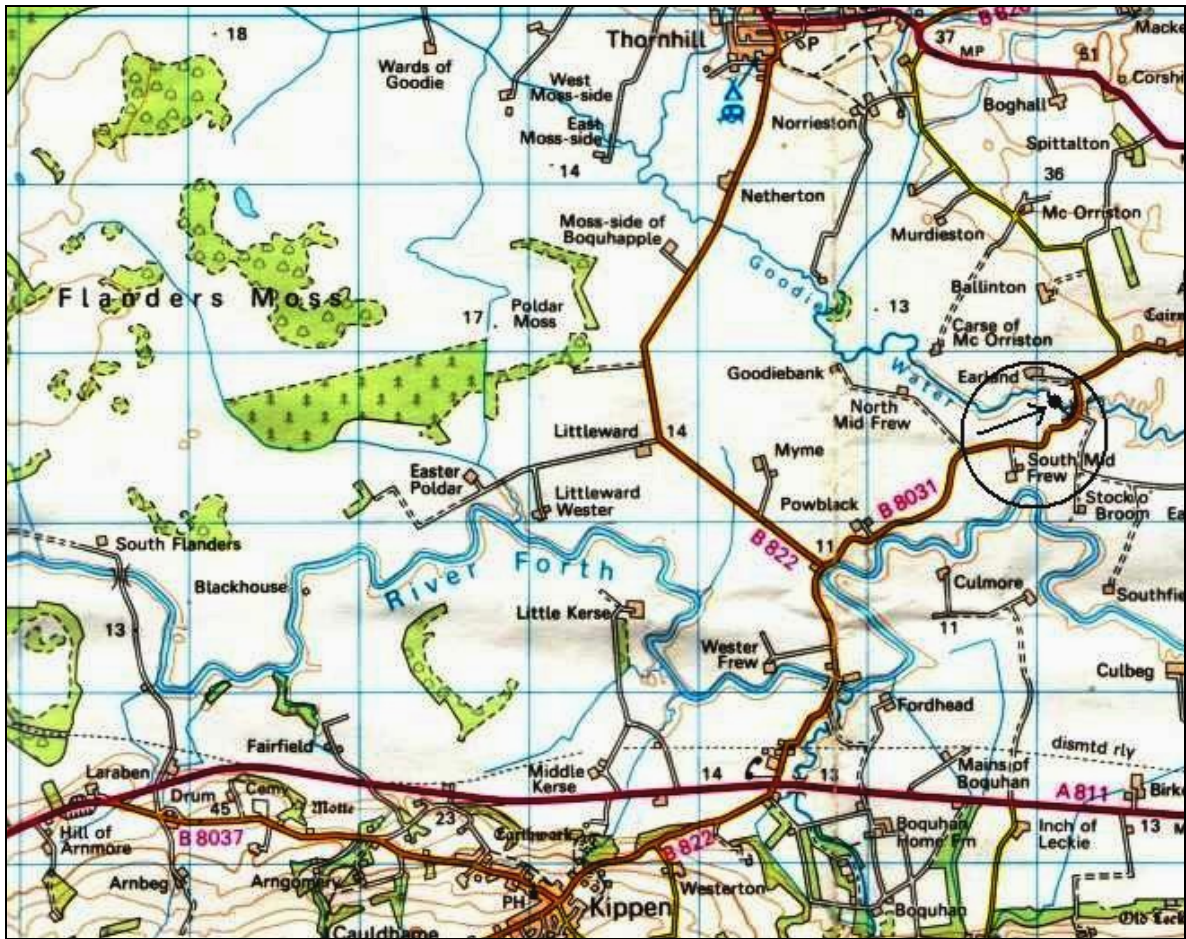 18
Thornhill
P
B 826
37
MP
51
Macke
Corshi
Wards of
Goodie
West
Moss-side
East
Moss-side
14
Norrieston
Boghall
Spittalton
36
Netherton
Mc Orriston
Murdieston
Moss-side of
Boquhapple
Flanders Moss
17
Poldar
Moss
Goodie
Water
13
Ballinton
Cairn
Carse of
Mc Orriston
Goodiebank
Earland
North
Mid Frew
Littleward
14
Myme
South Mid
Frew
Easter
Poldar
Littleward
Wester
Powblack
B 8031
Stock o'
Broom
Ea
South Flanders
B 822
11
Blackhouse
River Forth
Culmore
Southfie
Little Kerse
13
11
Wester
Frew
Culbeg
Fordhead
Fairfield
dismtd rly
Laraben
Middle
Kerse
14
13
Mains of
Boquhan
A 811
Birke
Drum
45
Cemy
Motte
23
Earthwork
Hill of
Arnmore
B 8037
B 822
Boquhan
Home Fm
Inch of
Leckie
13
M
Arnbeg
Arngomery
PH
Kippen
Westerton
Boquhan
Old Leck
Cauldhame